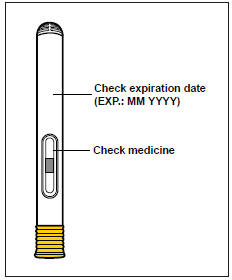 Check expiration date
(EXP.: MM YYYY)
Check medicine